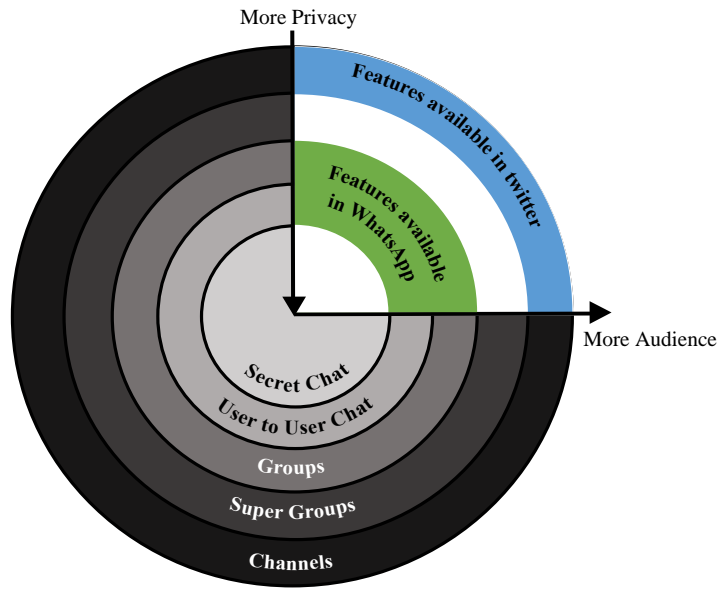 More Privacy
Features available in twitter
Features available
in WhatsApp
More Audience
Secret Chat
User to User Chat
Groups
Super Groups
Channels